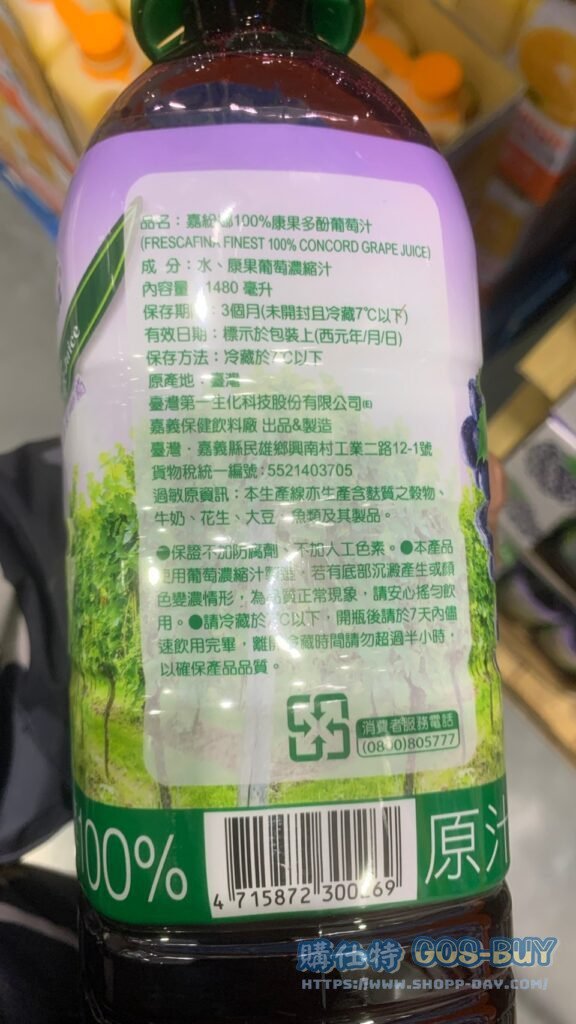 品名：嘉紛娜100%康果多酚葡萄汁
(FRESCAFINA FINEST 100% CONCORD GRAPE JUICE)
成 分：水、康果葡萄濃縮汁
內容量：1480 毫升
保存期間：3個月(未開封且冷藏7℃以下)
有效日期：標示於包裝上(西元年/月/日)
保存方法：冷藏於7℃以下
原產地：臺灣
臺灣第一生化科技股份有限公司
嘉義保健飲料廠 出品&製造
臺灣・嘉義縣民雄鄉興南村工業二路12-1號
貨物稅統一編號：5521403705
過敏原資訊：本生產線亦生產含麩質之穀物、
牛奶、花生、大豆、魚類及其製品。
●保證不加防腐劑、不加人工色素。●本產品
使用葡萄濃縮汁製造，若有底部沉澱產生或顏
色變濃情形，為品質正常現象，請安心搖勻飲
用。●請冷藏於7℃以下，開瓶後請於7天內儘
速飲用完畢，離開冷藏時間請勿超過半小時，
以確保產品品質。
消費者服務電話
(0800)805777
100%
原汁
4 715872 300269
Juice
購仕特 GOS-BUY
HTTPS://WWW.SHOPP-DAY.COM/